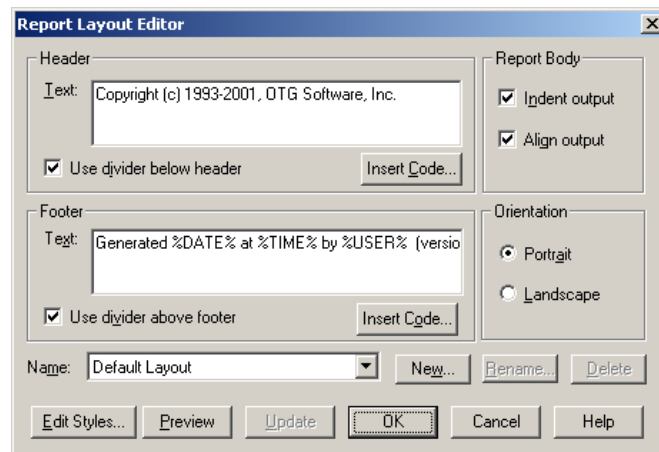 Report Layout Editor
Header
Text:
Copyright (c) 1993-2001, OTG Software, Inc.
Use divider below header
Insert Code...
Report Body
Indent output
Align output
Footer
Text:
Generated %DATE% at %TIME% by %USER%  (versio
Use divider above footer
Insert Code...
Orientation
Portrait
Landscape
Name:
Default Layout
New...
Rename...
Delete
Edit Styles...
Preview
Update
OK
Cancel
Help